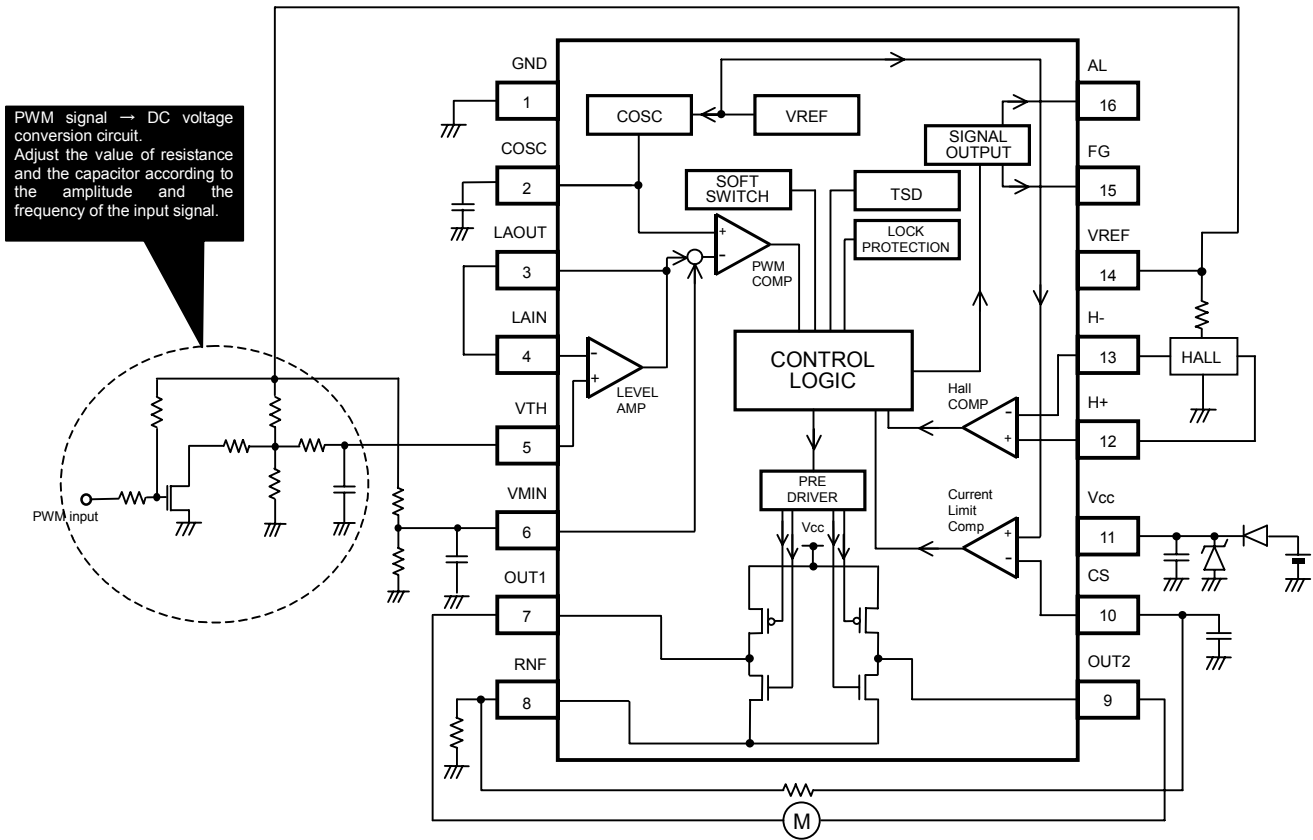 PWM signal → DC voltage
conversion circuit.
Adjust the value of resistance
and the capacitor according to
the amplitude and the
frequency of the input signal.
PWM input
GND
1
COSC
2
LAOUT
3
LAIN
4
VTH
5
VMIN
6
OUT1
7
RNF
8
COSC
VREF
SIGNAL
OUTPUT
SOFT
SWITCH
TSD
LOCK
PROTECTION
+
-
PWM
COMP
-
+
LEVEL
AMP
CONTROL
LOGIC
Hall
COMP
-
+
PRE
DRIVER
Vcc
Current
Limit
Comp
+
-
AL
16
FG
15
VREF
14
H-
13
HALL
H+
12
Vcc
11
CS
10
OUT2
9
M